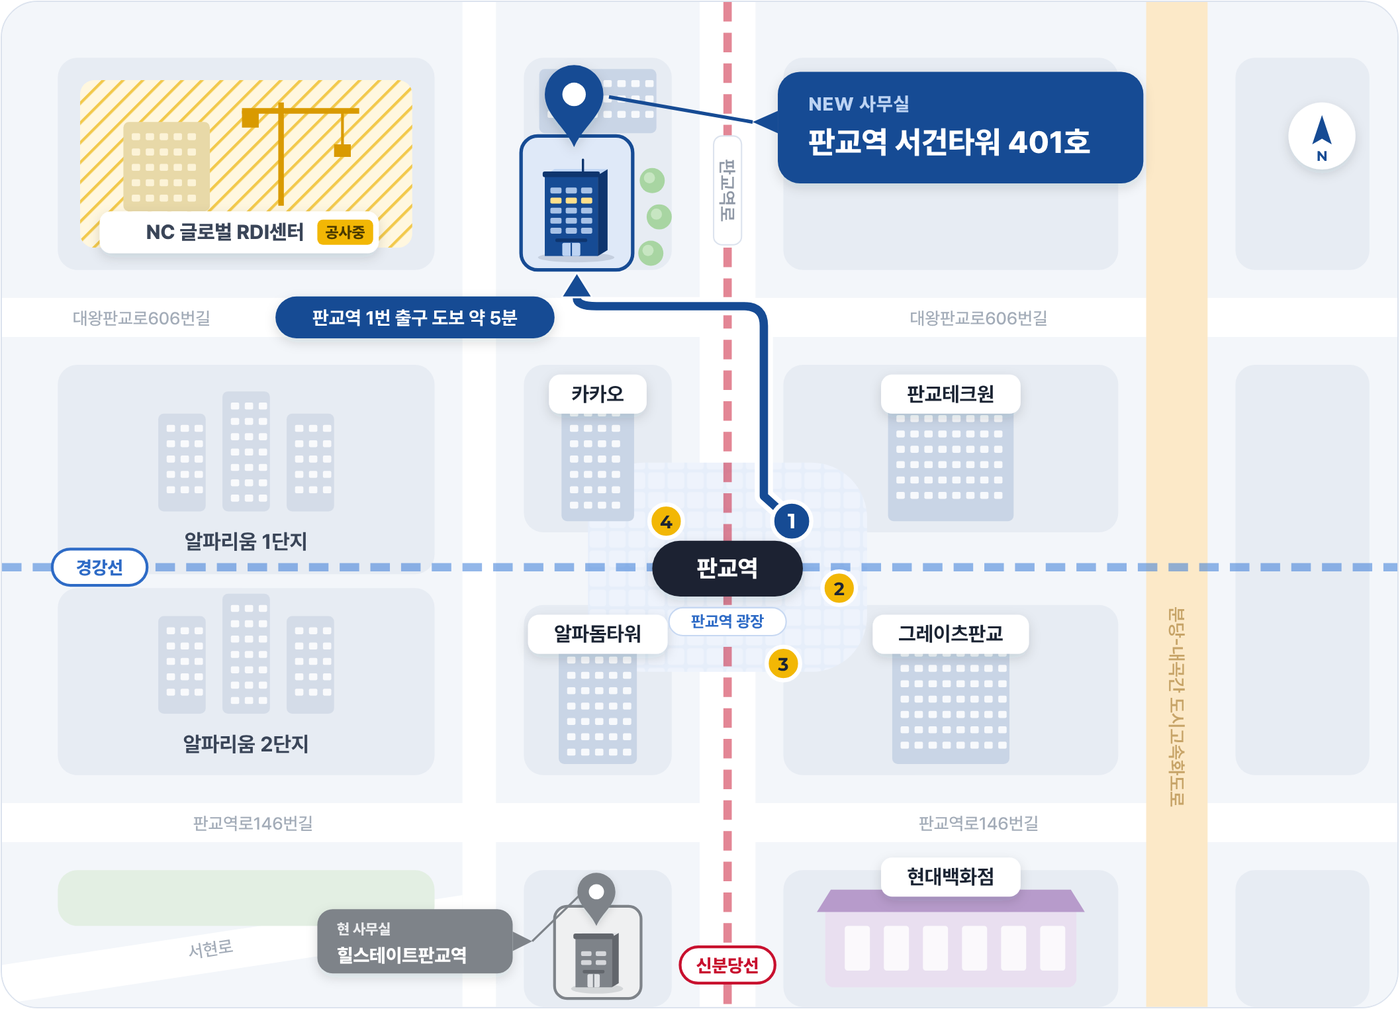 NEW 사무실
판교역 서건타워 401호
N
판교역로
NC 글로벌 RDI센터
공사중
대왕판교로606번길
판교역 1번 출구 도보 약 5분
대왕판교로606번길
카카오
판교테크원
알파리움 1단지
4
1
경강선
판교역
2
판교역 광장
알파돔타워
그레이츠판교
3
분당-내곡간 도시고속화도로
알파리움 2단지
판교역로146번길
판교역로146번길
현대백화점
서현로
현 사무실
힐스테이트판교역
신분당선